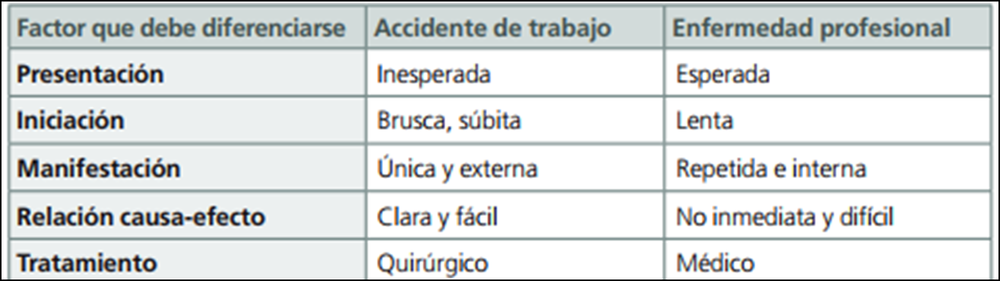 Factor que debe diferenciarse Accidente de trabajo Enfermedad profesional
Presentación Inesperada Esperada
Iniciación Brusca, súbita Lenta
Manifestación Única y externa Repetida e interna
Relación causa-efecto Clara y fácil No inmediata y difícil
Tratamiento Quirúrgico Médico